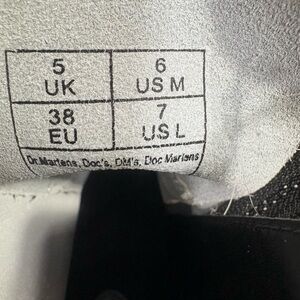 5 6
UK US M
38 7
EU US L
Dr.Martens, Doc's, DM's, Doc Martens